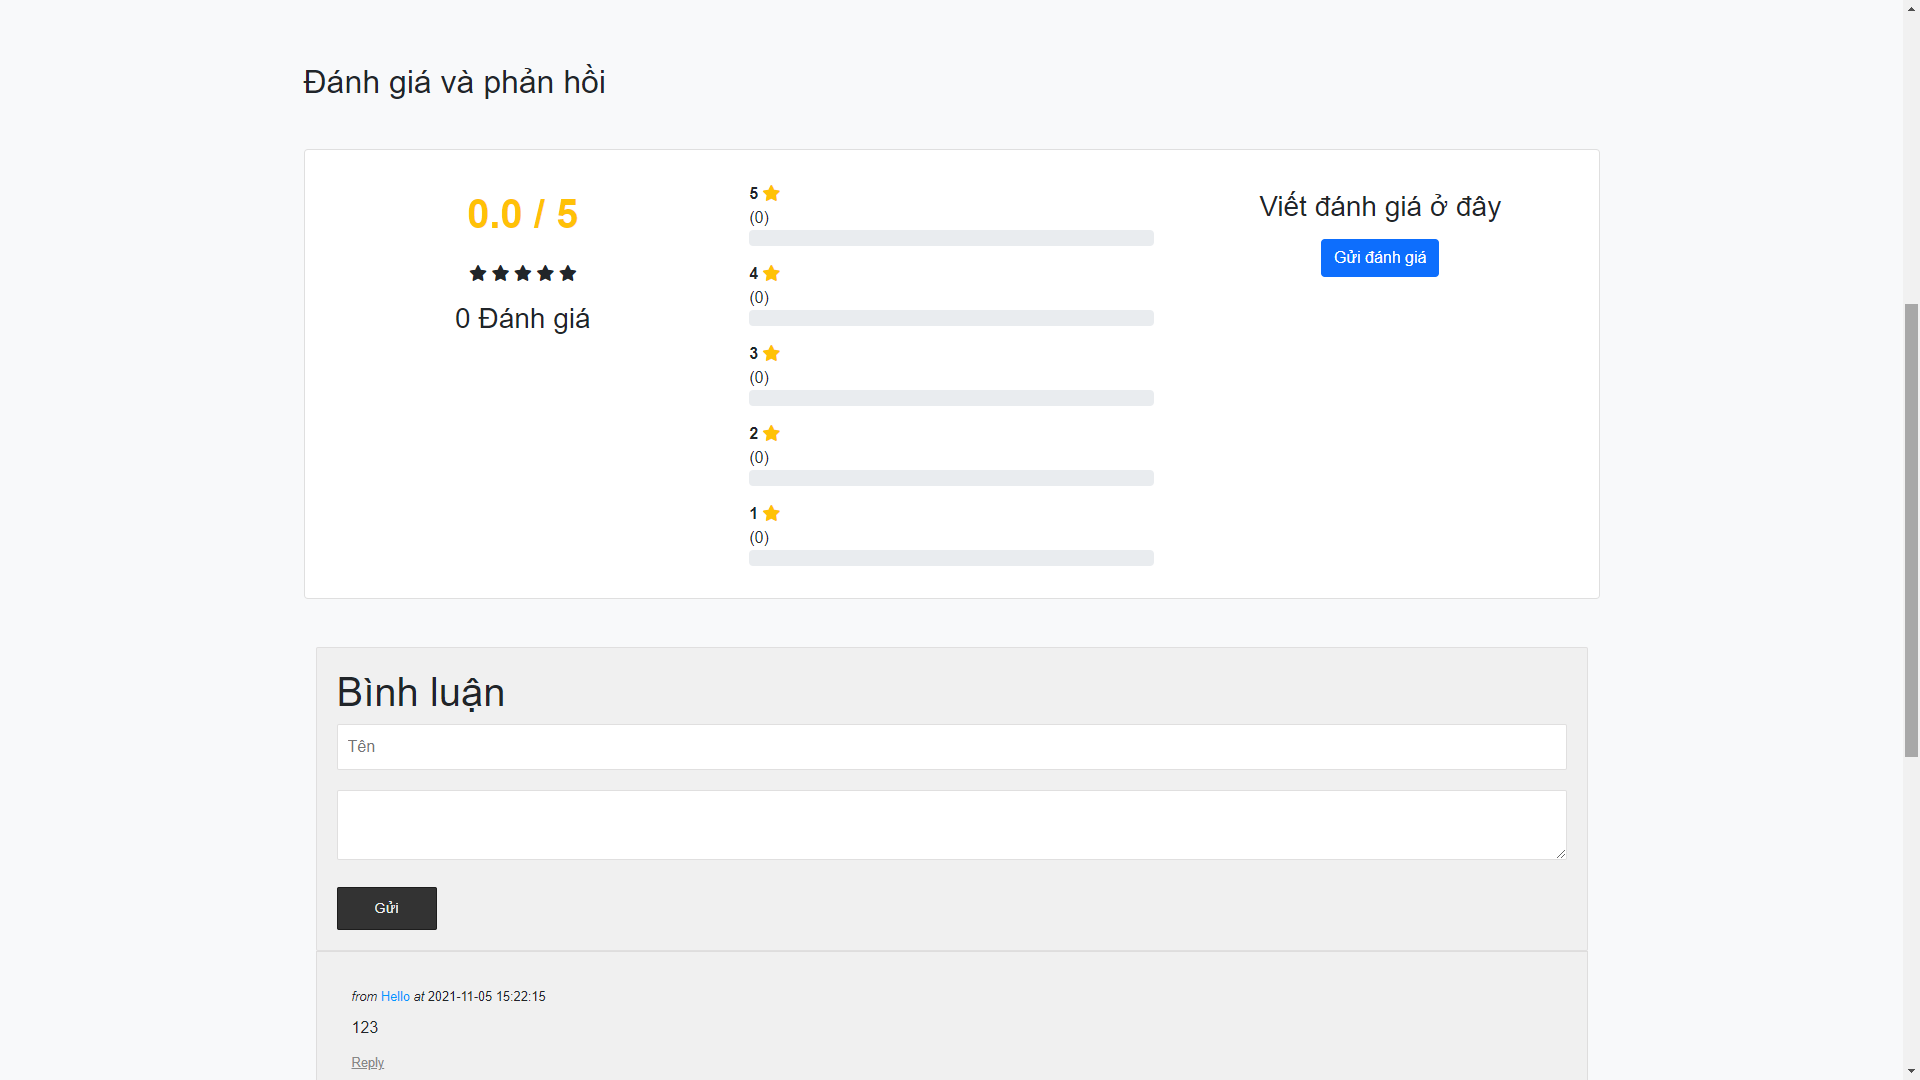 Đánh giá và phản hồi
0.0 / 5
0 Đánh giá
5
(0)
4
(0)
3
(0)
2
(0)
1
(0)
Viết đánh giá ở đây
Gửi đánh giá
Bình luận
Tên
Gửi
from Hello at 2021-11-05 15:22:15
123
Reply